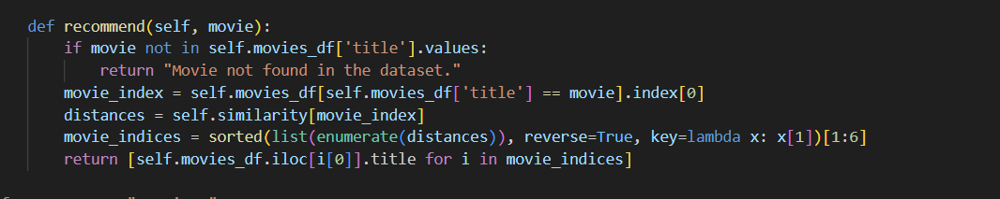 def recommend(self, movie):
    if movie not in self.movies_df['title'].values:
        return "Movie not found in the dataset."
    movie_index = self.movies_df[self.movies_df['title'] == movie].index[0]
    distances = self.similarity[movie_index]
    movie_indices = sorted(list(enumerate(distances)), reverse=True, key=lambda x: x[1])[1:6]
    return [self.movies_df.iloc[i[0]].title for i in movie_indices]